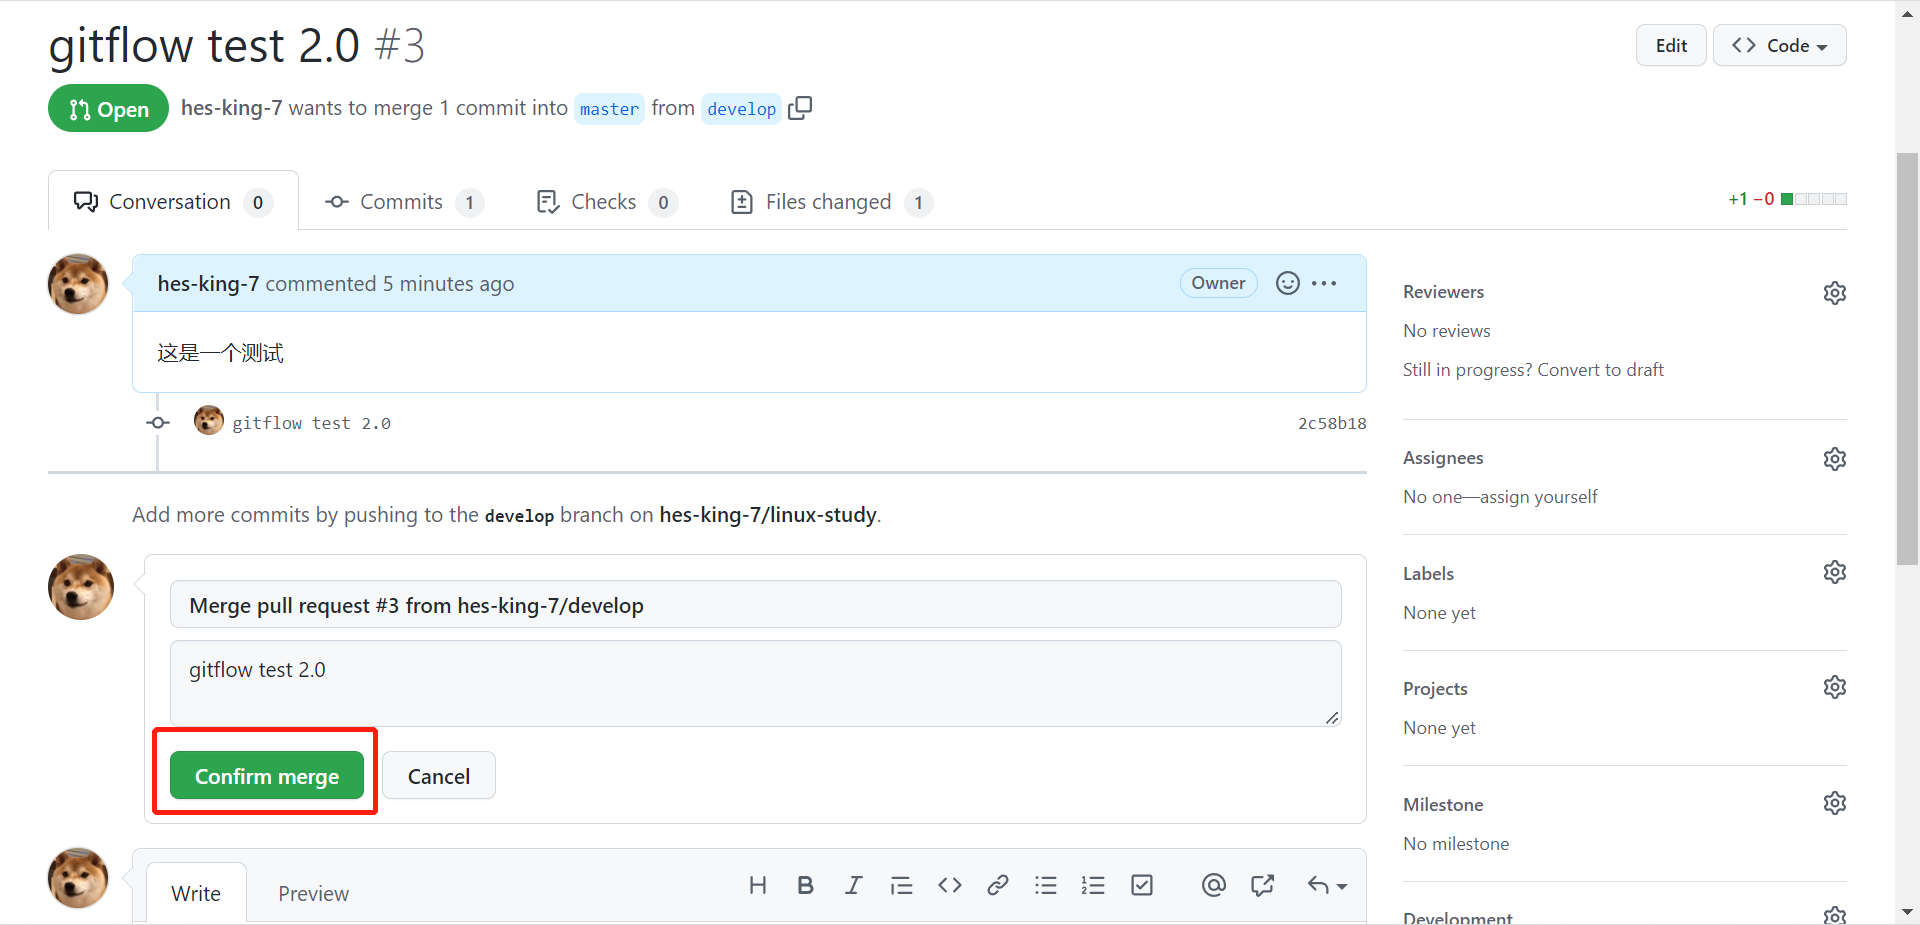 gitflow test 2.0 #3
Edit
Code
Open
hes-king-7 wants to merge 1 commit into master from develop
Conversation 0
Commits 1
Checks 0
Files changed 1
+1 −0
hes-king-7 commented 5 minutes ago
Owner
这是一个测试
gitflow test 2.0
2c58b18
Add more commits by pushing to the develop branch on hes-king-7/linux-study.
Merge pull request #3 from hes-king-7/develop
gitflow test 2.0
Confirm merge
Cancel
Write
Preview
Reviewers
No reviews
Still in progress? Convert to draft
Assignees
No one—assign yourself
Labels
None yet
Projects
None yet
Milestone
No milestone
Development